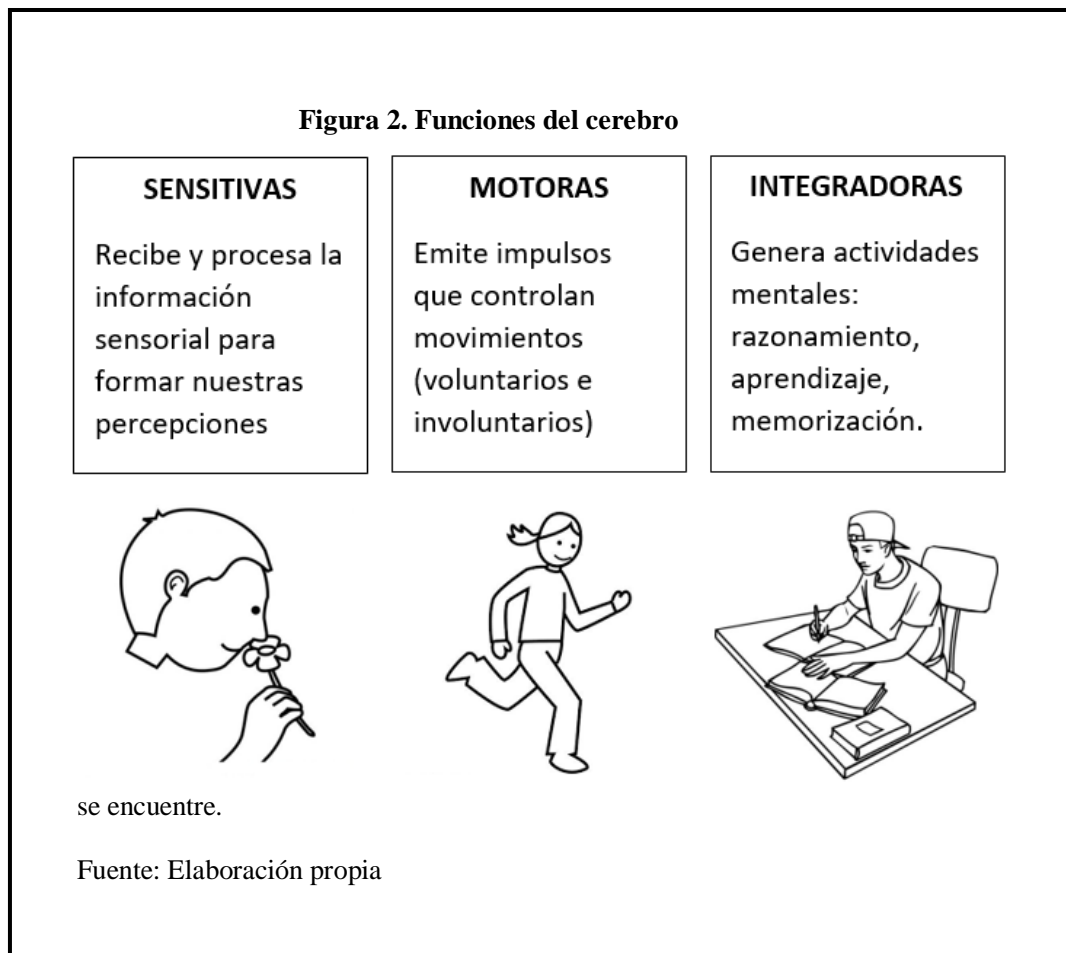 Figura 2. Funciones del cerebro
SENSITIVAS
Recibe y procesa la
información
sensorial para
formar nuestras
percepciones
MOTORAS
Emite impulsos
que controlan
movimientos
(voluntarios e
involuntarios)
INTEGRADORAS
Genera actividades
mentales:
razonamiento,
aprendizaje,
memorización.
se encuentre.
Fuente: Elaboración propia